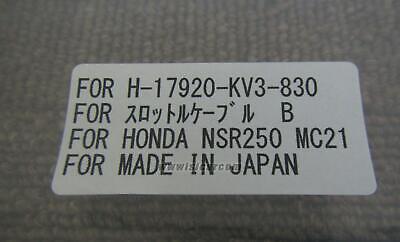 FOR H-17920-KV3-830
FOR ｽﾛｯﾄﾙｹｰﾌﾞﾙ B
FOR HONDA NSR250 MC21
FOR MADE IN JAPAN